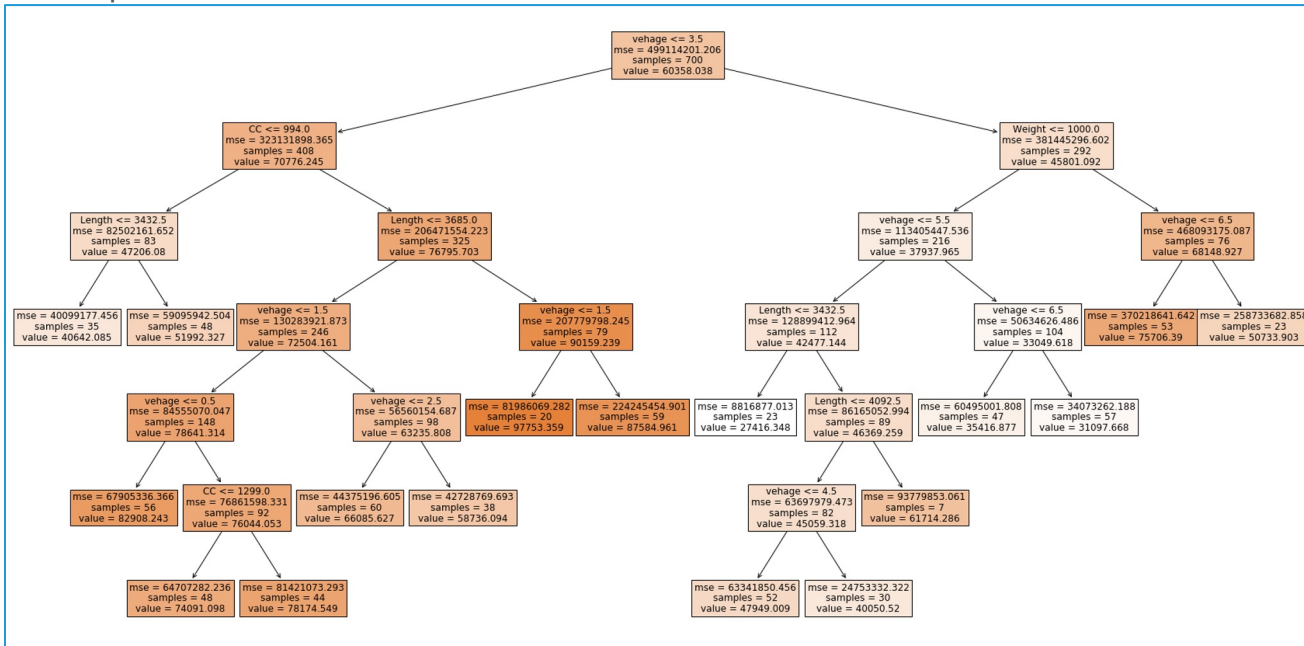 vehage <= 3.5
mse = 499114201.206
samples = 700
value = 60358.038
CC <= 994.0
mse = 323131898.365
samples = 408
value = 70776.245
Weight <= 1000.0
mse = 381445296.602
samples = 292
value = 45801.092
Length <= 3432.5
mse = 82502161.652
samples = 83
value = 47206.08
Length <= 3685.0
mse = 206471554.223
samples = 325
value = 76795.703
vehage <= 5.5
mse = 113405447.536
samples = 216
value = 37937.965
vehage <= 6.5
mse = 468093175.087
samples = 76
value = 68148.927
mse = 40099177.456
samples = 35
value = 40642.085
mse = 59095942.504
samples = 48
value = 51992.327
vehage <= 1.5
mse = 130283921.873
samples = 246
value = 72504.161
vehage <= 1.5
mse = 207779798.245
samples = 79
value = 90159.239
Length <= 3432.5
mse = 128899412.964
samples = 112
value = 42477.144
vehage <= 6.5
mse = 50634626.486
samples = 104
value = 33049.618
mse = 370218641.642
samples = 53
value = 75706.39
mse = 258733682.858
samples = 23
value = 50733.903
vehage <= 0.5
mse = 84555070.047
samples = 148
value = 78641.314
vehage <= 2.5
mse = 56560154.687
samples = 98
value = 63235.808
mse = 81986069.282
samples = 20
value = 97753.359
mse = 224245454.901
samples = 59
value = 87584.961
mse = 8816877.013
samples = 23
value = 27416.348
Length <= 4092.5
mse = 86165052.994
samples = 89
value = 46369.259
mse = 60495001.808
samples = 47
value = 35416.877
mse = 34073262.188
samples = 57
value = 31097.668
mse = 67905336.366
samples = 56
value = 82908.243
CC <= 1299.0
mse = 76861598.331
samples = 92
value = 76044.053
mse = 44375196.605
samples = 60
value = 66085.627
mse = 42728769.693
samples = 38
value = 58736.094
vehage <= 4.5
mse = 63697979.473
samples = 82
value = 45059.318
mse = 93779853.061
samples = 7
value = 61714.286
mse = 64707282.236
samples = 48
value = 74091.098
mse = 81421073.293
samples = 44
value = 78174.549
mse = 63341850.456
samples = 52
value = 47949.009
mse = 24753332.322
samples = 30
value = 40050.52